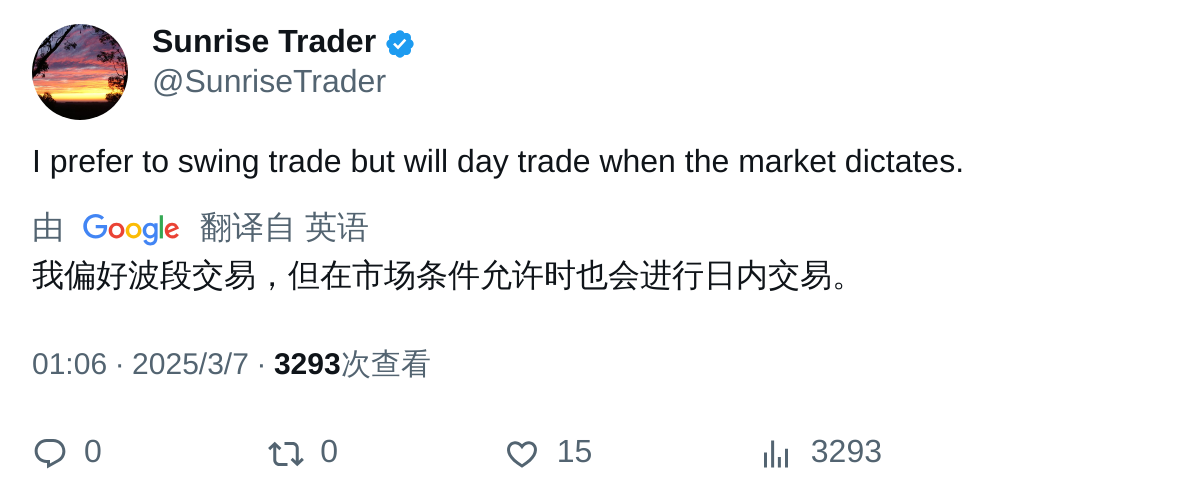 Sunrise Trader
@SunriseTrader
I prefer to swing trade but will day trade when the market dictates.
由 Google 翻译自 英语
我偏好波段交易，但在市场条件允许时也会进行日内交易。
01:06 · 2025/3/7 · 3293次查看
0 0 15 3293